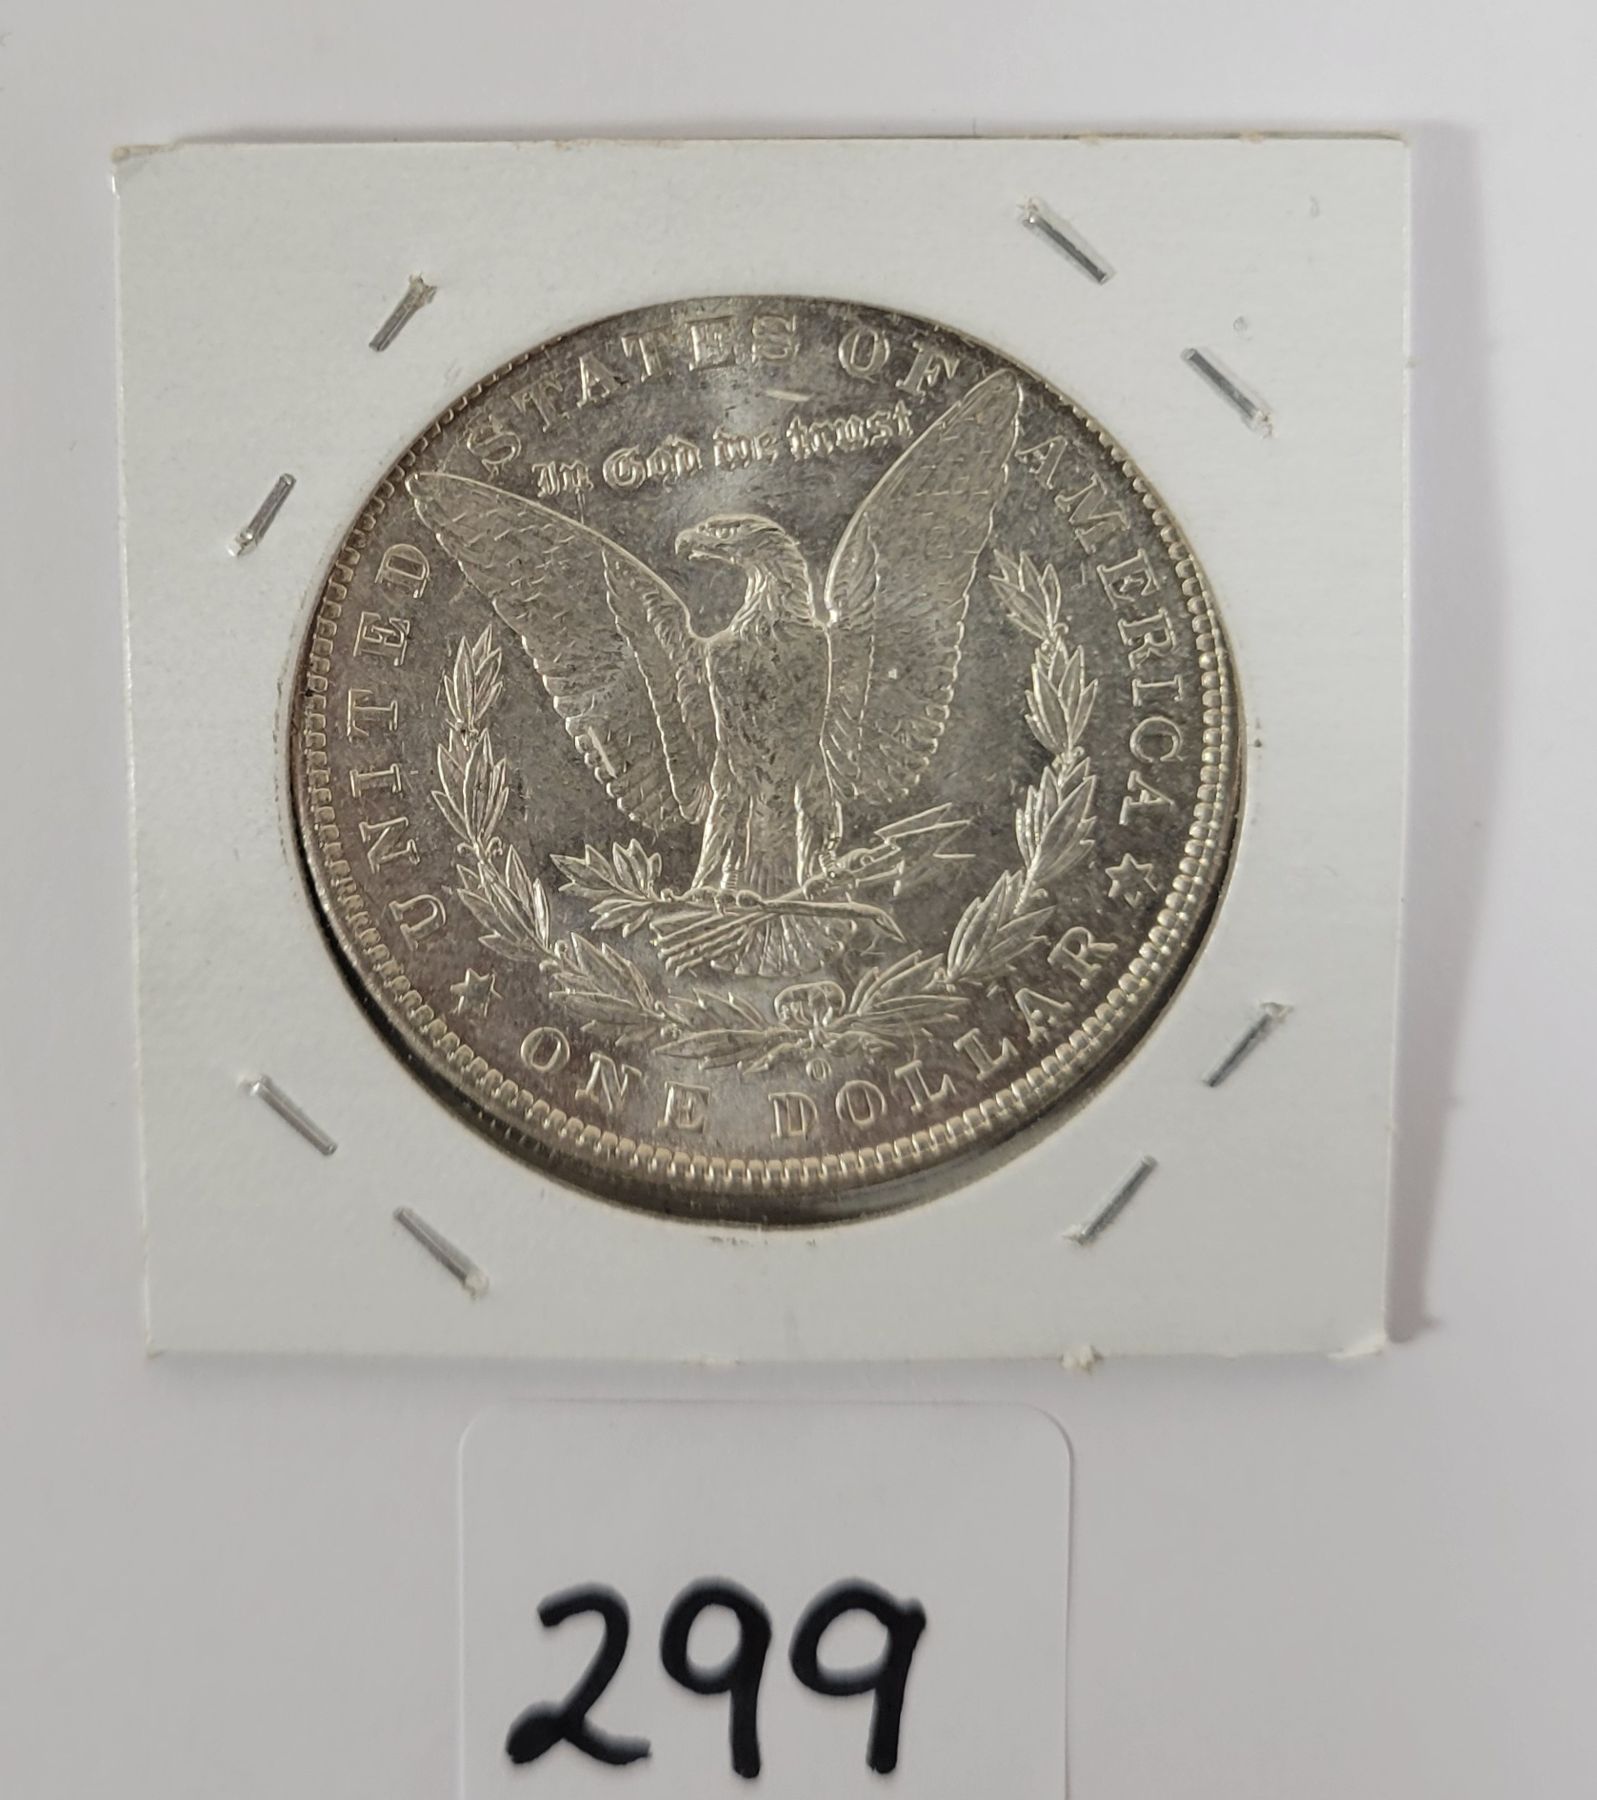 UNITED STATES OF AMERICA
In God we trust
ONE DOLLAR
O
299